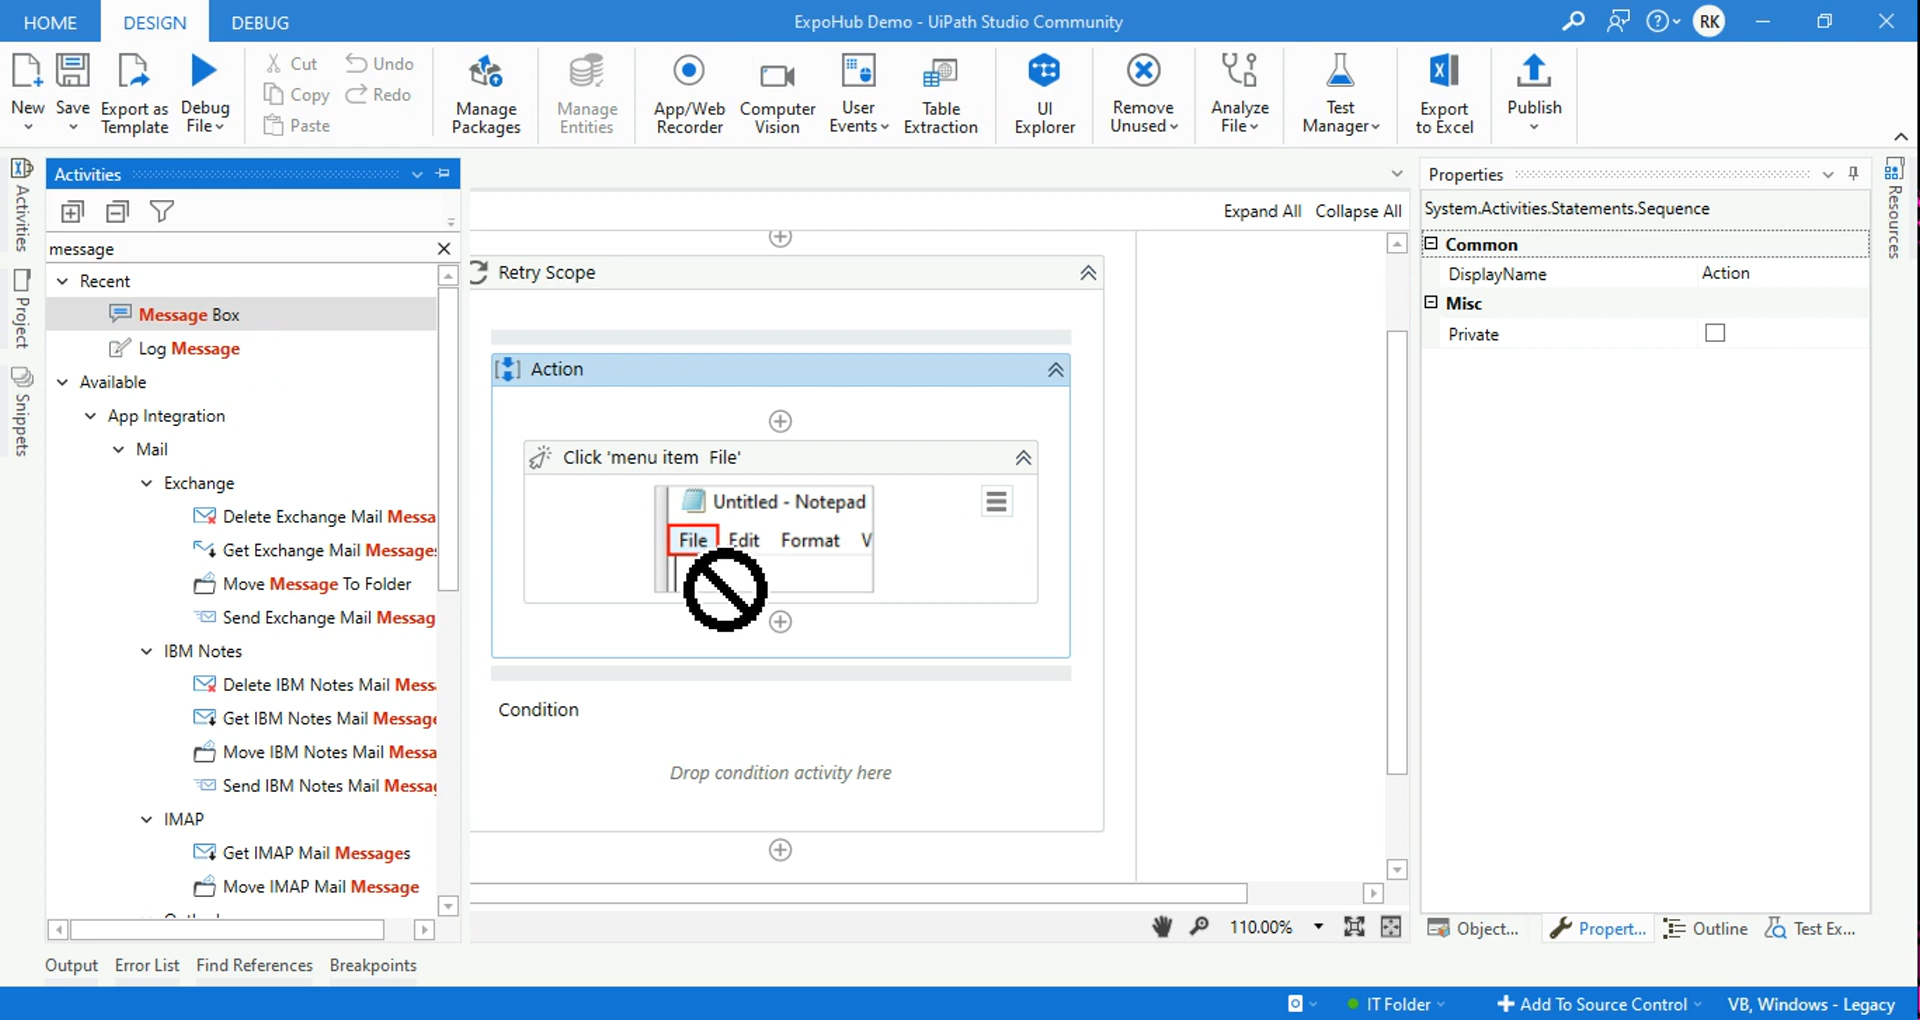 HOME DESIGN DEBUG
ExpoHub Demo - UiPath Studio Community
RK
New
Save
Export as Template
Debug File
Cut
Copy
Paste
Undo
Redo
Manage Packages
Manage Entities
App/Web Recorder
Computer Vision
User Events
Table Extraction
UI Explorer
Remove Unused
Analyze File
Test Manager
Export to Excel
Publish
Activities
Project
Snippets
Activities
message
Recent
Message Box
Log Message
Available
App Integration
Mail
Exchange
Delete Exchange Mail Messa
Get Exchange Mail Messages
Move Message To Folder
Send Exchange Mail Messag
IBM Notes
Delete IBM Notes Mail Mess
Get IBM Notes Mail Message
Move IBM Notes Mail Messa
Send IBM Notes Mail Messag
IMAP
Get IMAP Mail Messages
Move IMAP Mail Message
Expand All Collapse All
Retry Scope
Action
Click 'menu item File'
Untitled - Notepad
File Edit Format V
Condition
Drop condition activity here
110.00%
Properties
System.Activities.Statements.Sequence
Common
DisplayName Action
Misc
Private
Object... Propert... Outline Test Ex...
Resources
Output Error List Find References Breakpoints
IT Folder Add To Source Control VB, Windows - Legacy